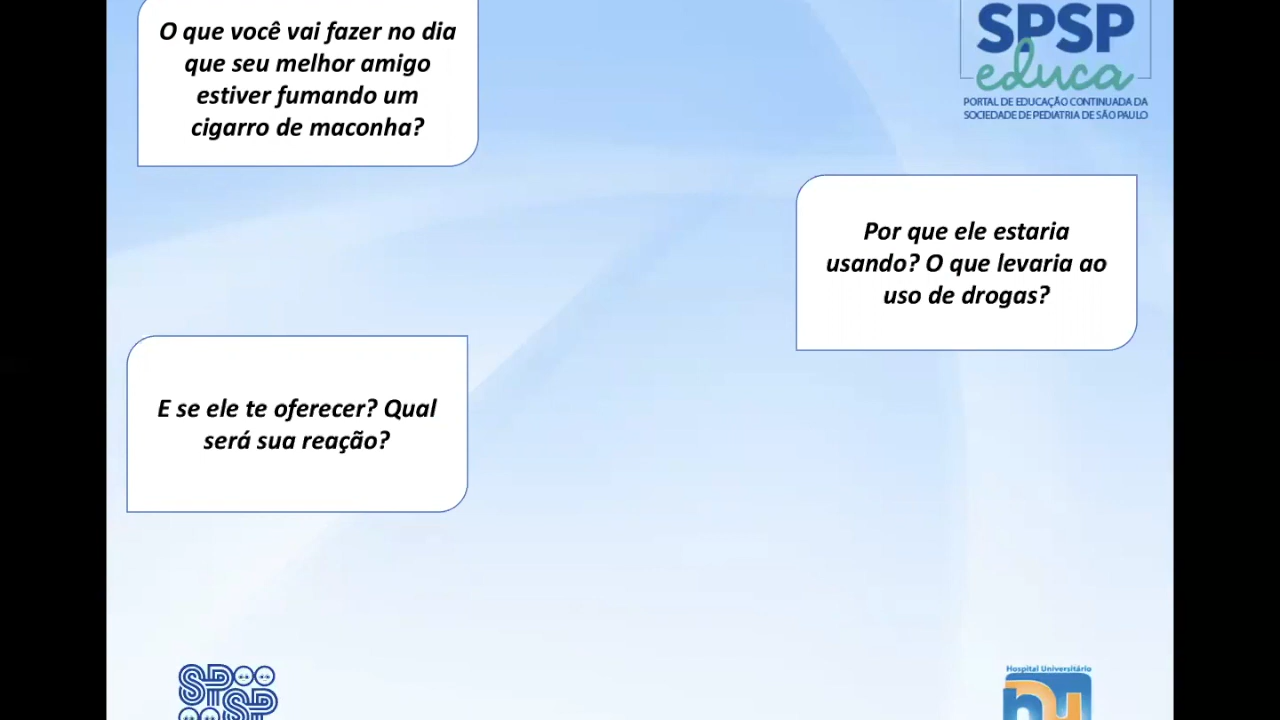 O que você vai fazer no dia
que seu melhor amigo
estiver fumando um
cigarro de maconha?
SPSP
educa
PORTAL DE EDUCAÇÃO CONTINUADA DA
SOCIEDADE DE PEDIATRIA DE SÃO PAULO
Por que ele estaria
usando? O que levaria ao
uso de drogas?
E se ele te oferecer? Qual
será sua reação?
SPSP
Hospital Universitário
hu